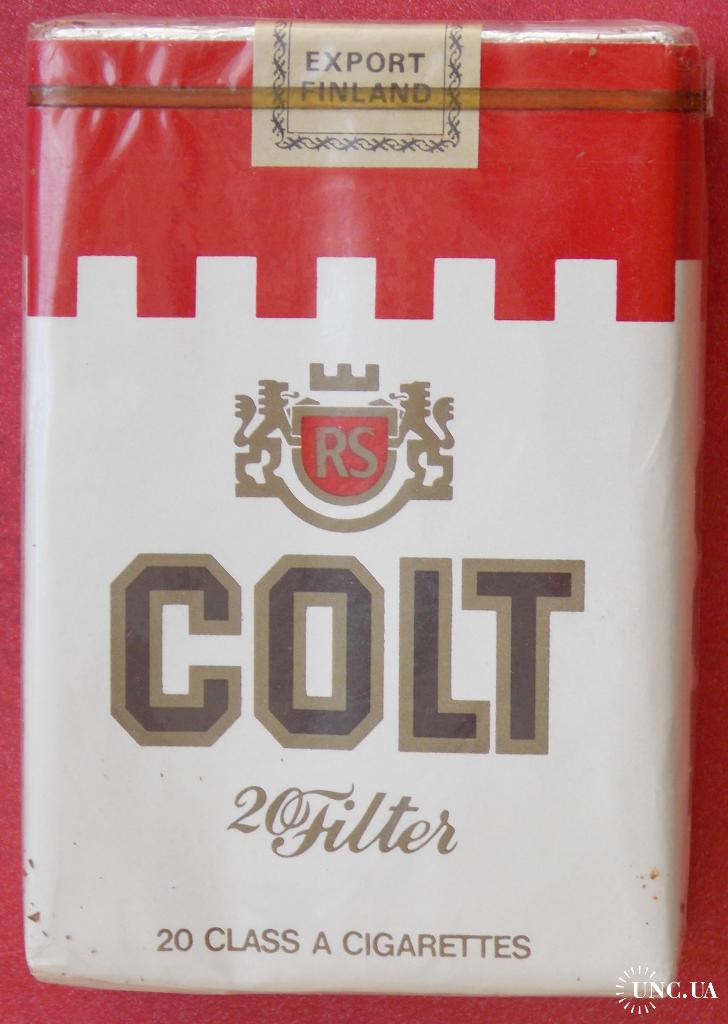 EXPORT
FINLAND
RS
COLT
20 Filter
20 CLASS A CIGARETTES
UNC.UA